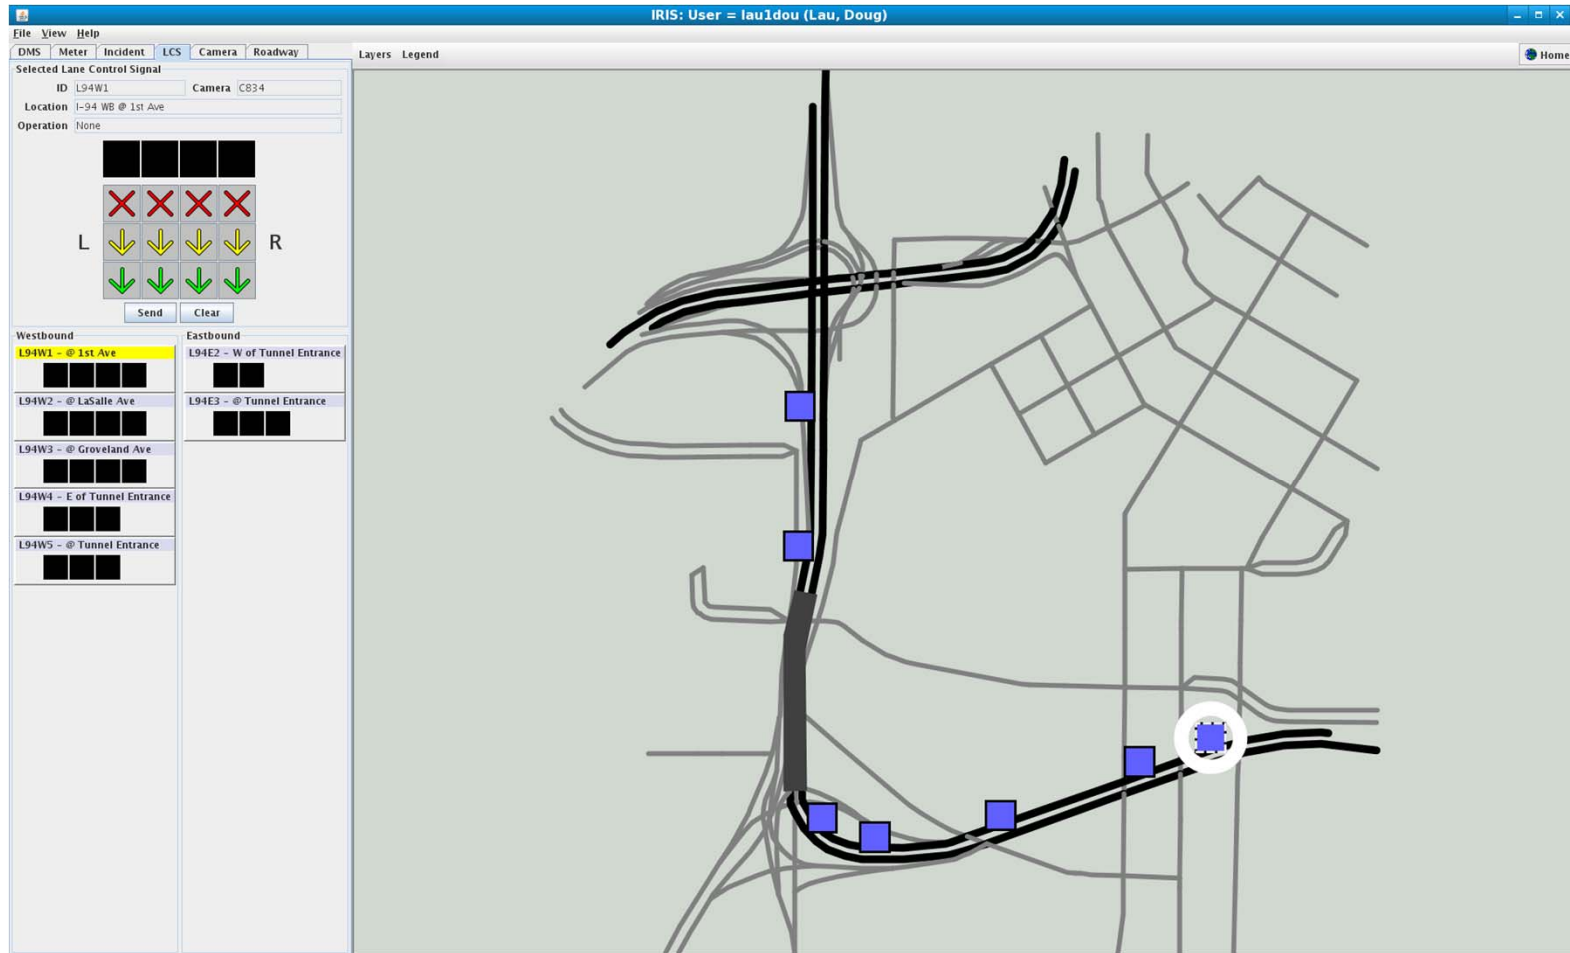 IRIS: User = lau1dou (Lau, Doug)
File View Help
DMS Meter Incident LCS Camera Roadway
Layers Legend
Home
Selected Lane Control Signal
ID L94W1 Camera C834
Location I-94 WB @ 1st Ave
Operation None
L R
Send Clear
Westbound Eastbound
L94W1 - @ 1st Ave L94E2 - W of Tunnel Entrance
L94W2 - @ LaSalle Ave L94E3 - @ Tunnel Entrance
L94W3 - @ Groveland Ave
L94W4 - E of Tunnel Entrance
L94W5 - @ Tunnel Entrance